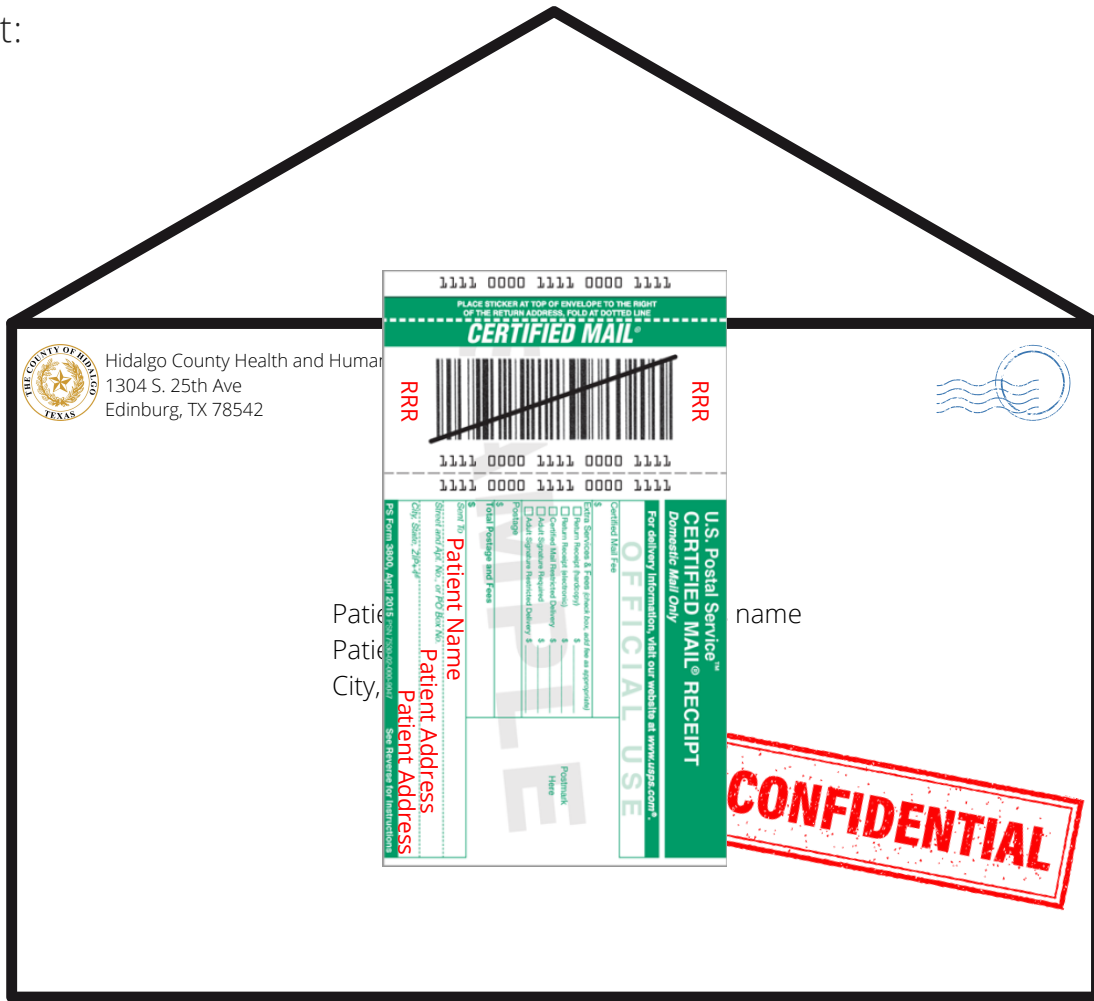 t:
1111 0000 1111 0000 1111
PLACE STICKER AT TOP OF ENVELOPE TO THE RIGHT
OF THE RETURN ADDRESS, FOLD AT DOTTED LINE
CERTIFIED MAIL®
THE COUNTY OF HIDALGO
TEXAS
Hidalgo County Health and Human
1304 S. 25th Ave
Edinburg, TX 78542
RRR
RRR
1111 0000 1111 0000 1111
1111 0000 1111 0000 1111
U.S. Postal Service™
CERTIFIED MAIL® RECEIPT
Domestic Mail Only
For delivery information, visit our website at www.usps.com®.
OFFICIAL USE
Certified Mail Fee
$
Extra Services & Fees (check box, add fee as appropriate)
Return Receipt (hardcopy) $
Return Receipt (electronic) $
Certified Mail Restricted Delivery $
Adult Signature Required $
Adult Signature Restricted Delivery $
Postage
$
Total Postage and Fees
$
Postmark
Here
Sent To Patient Name
Street and Apt. No., or PO Box No. Patient Address
City, State, ZIP+4® Patient Address
PS Form 3800, April 2015 PSN 7530-02-000-9047 See Reverse for Instructions
AMPLE
Patie name
Patie
City,
CONFIDENTIAL